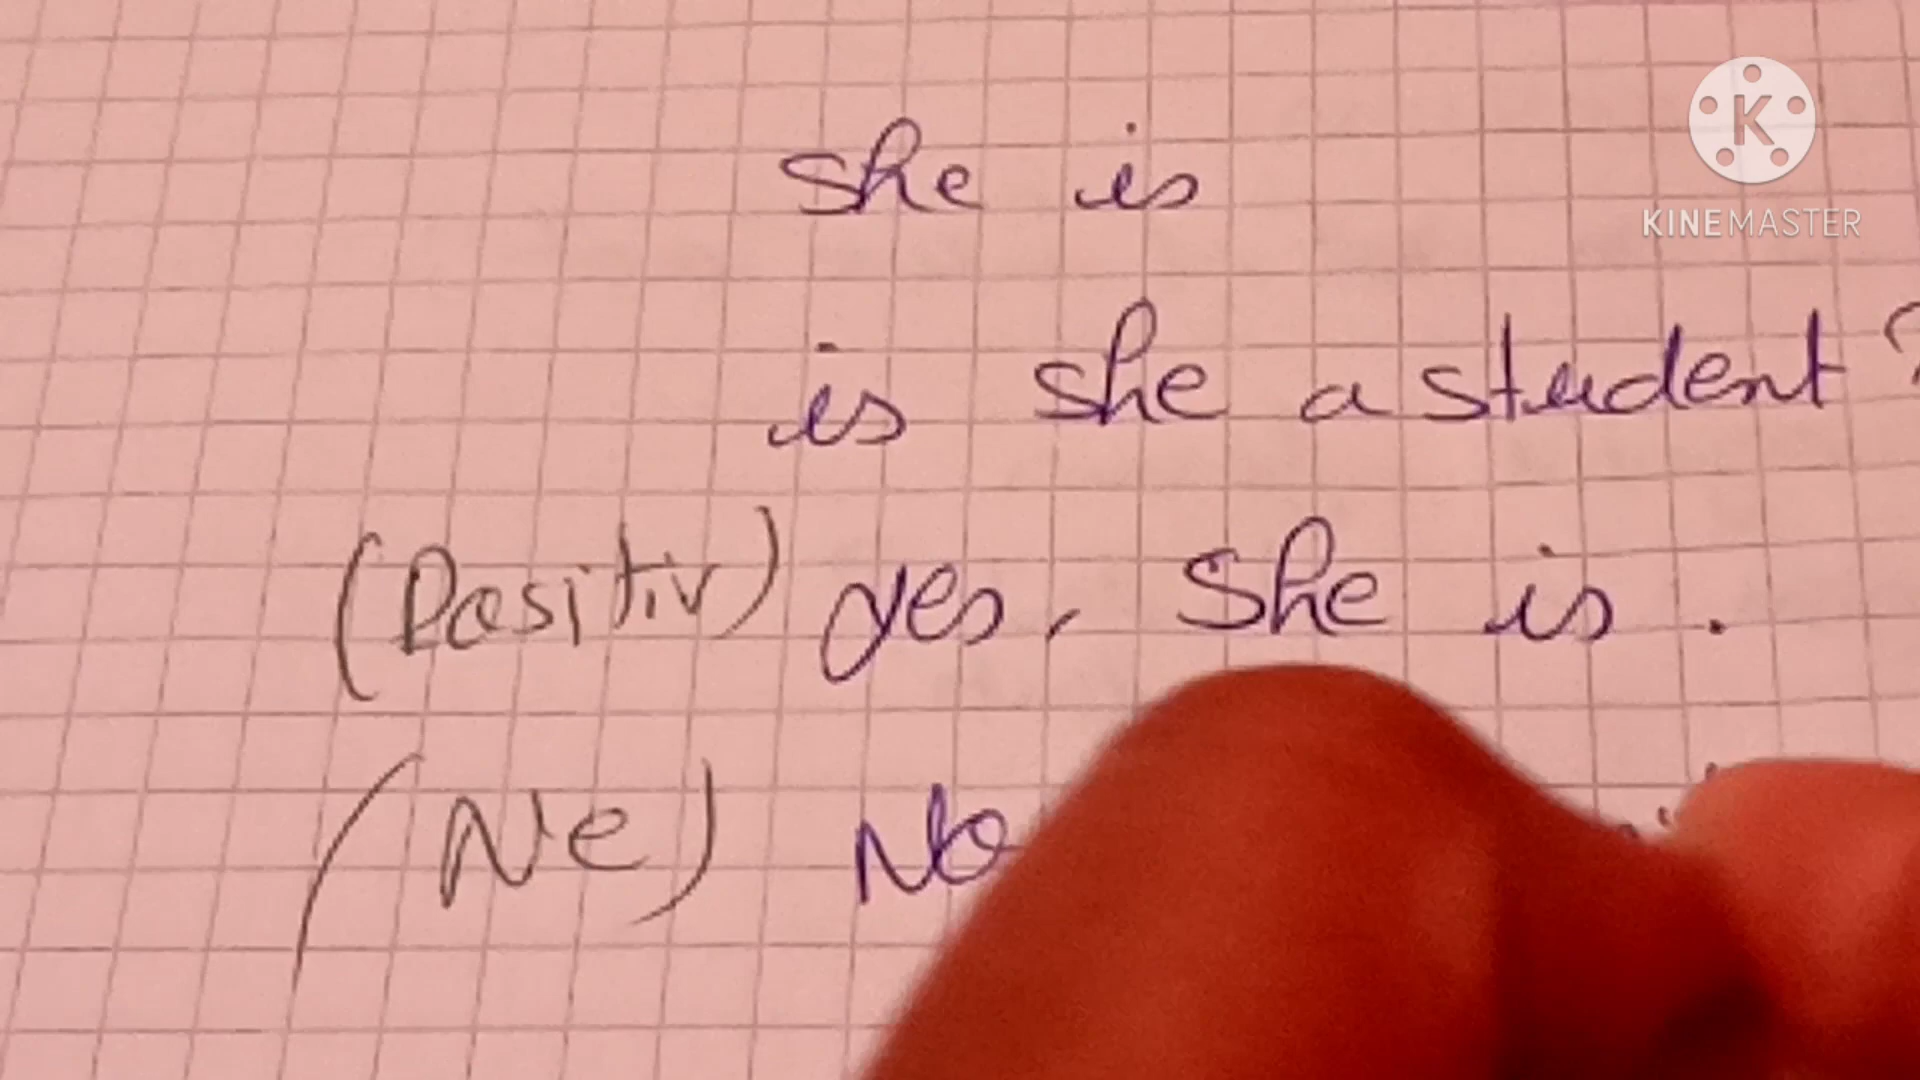 she is
KINEMASTER
is she a student?
(Positiv) yes, She is.
(Ne) No